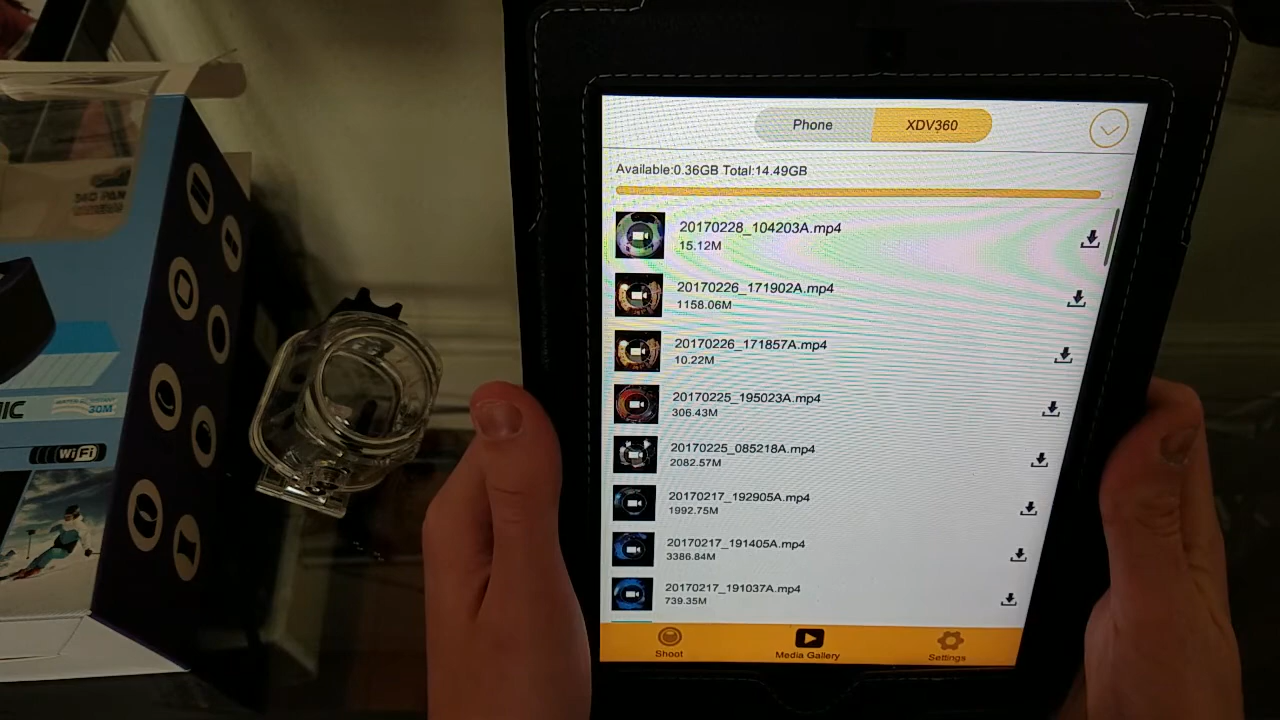 Phone
XDV360
Available:0.36GB Total:14.49GB
20170228_104203A.mp4
15.12M
20170226_171902A.mp4
1158.06M
20170226_171857A.mp4
10.22M
20170225_195023A.mp4
306.43M
20170225_085218A.mp4
2082.57M
20170217_192905A.mp4
1992.75M
20170217_191405A.mp4
3386.84M
20170217_191037A.mp4
739.35M
Shoot
Media Gallery
Settings
IC
30M
WiFi